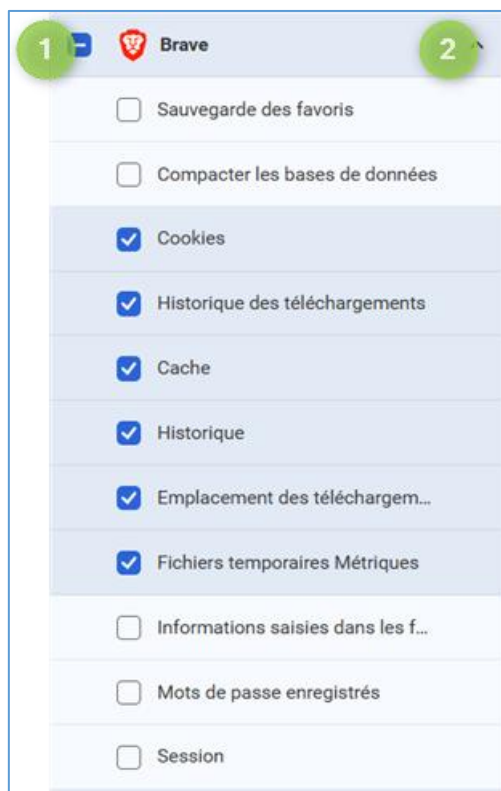 1 Brave 2
Sauvegarde des favoris
Compacter les bases de données
Cookies
Historique des téléchargements
Cache
Historique
Emplacement des téléchargem...
Fichiers temporaires Métriques
Informations saisies dans les f...
Mots de passe enregistrés
Session